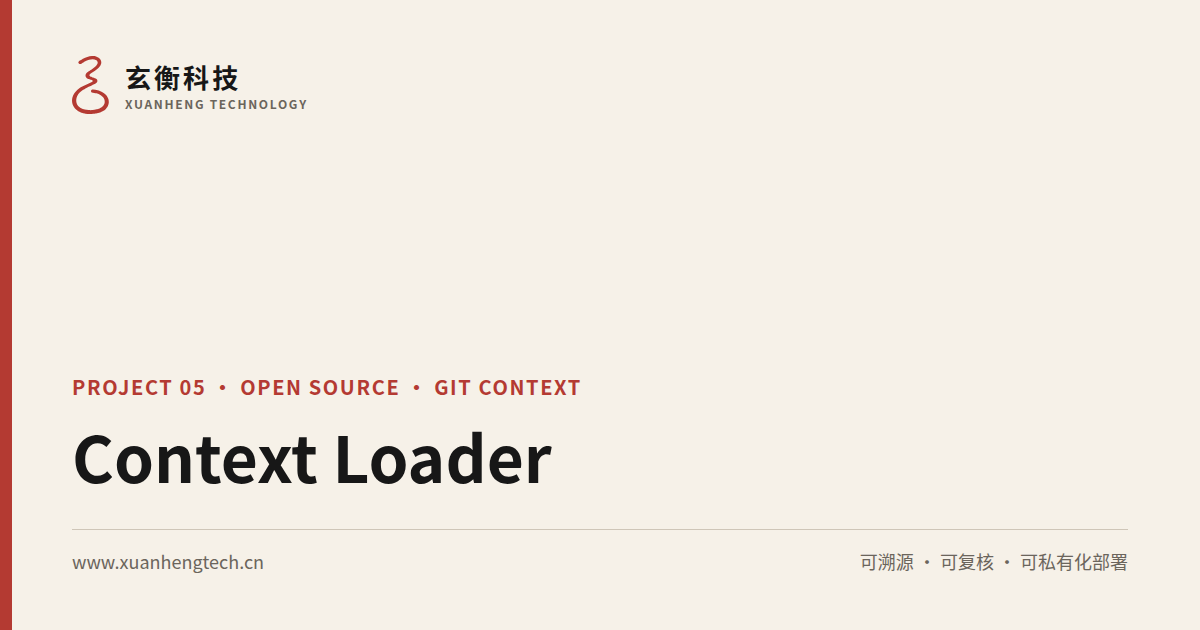 玄衡科技
XUANHENG TECHNOLOGY
PROJECT 05 • OPEN SOURCE • GIT CONTEXT
Context Loader
www.xuanhengtech.cn
可溯源 • 可复核 • 可私有化部署